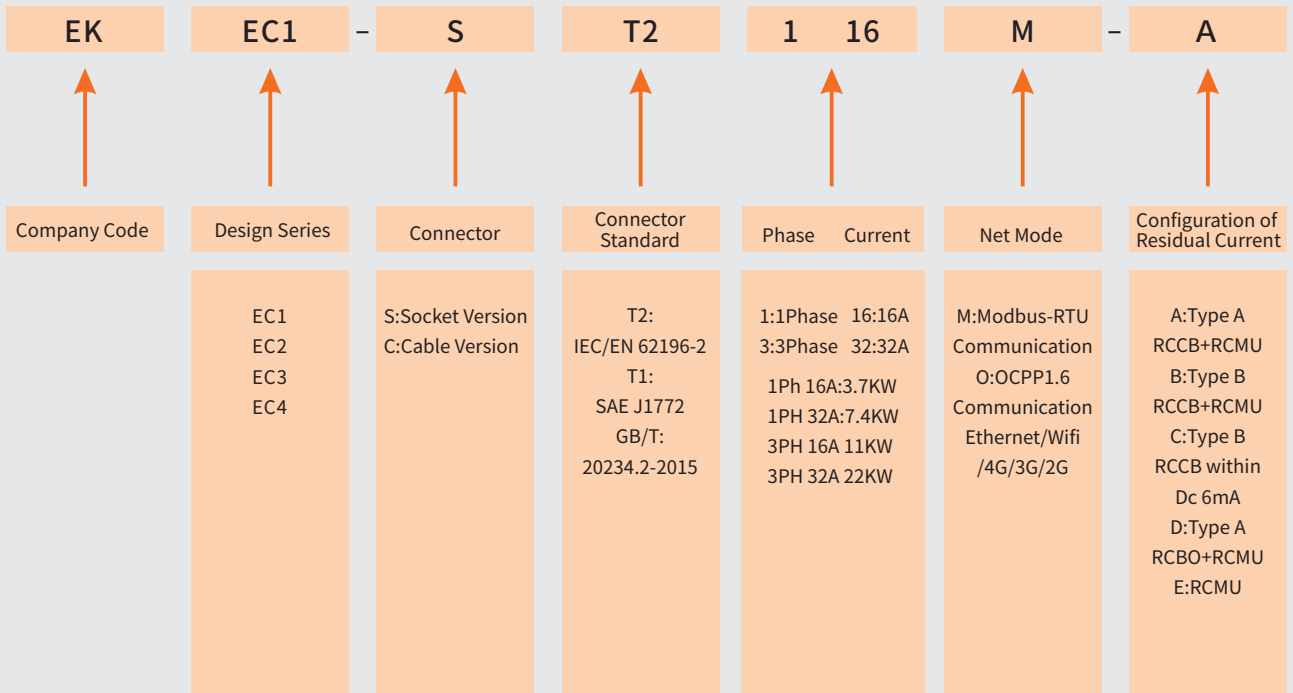 EK EC1 - S T2 1 16 M - A
Company Code
Design Series
Connector
Connector
Standard
Phase Current
Net Mode
Configuration of
Residual Current
EC1
EC2
EC3
EC4
S:Socket Version
C:Cable Version
T2:
IEC/EN 62196-2
T1:
SAE J1772
GB/T:
20234.2-2015
1:1Phase 16:16A
3:3Phase 32:32A
1Ph 16A:3.7KW
1PH 32A:7.4KW
3PH 16A 11KW
3PH 32A 22KW
M:Modbus-RTU
Communication
O:OCPP1.6
Communication
Ethernet/Wifi
/4G/3G/2G
A:Type A
RCCB+RCMU
B:Type B
RCCB+RCMU
C:Type B
RCCB within
Dc 6mA
D:Type A
RCBO+RCMU
E:RCMU